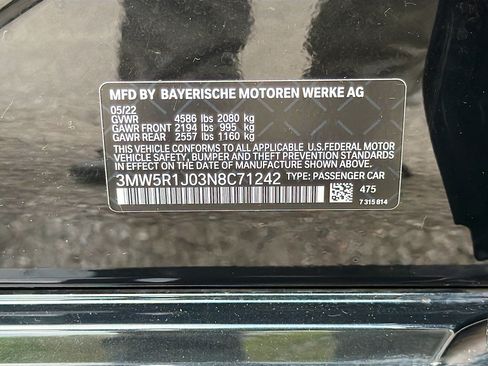 MFD BY BAYERISCHE MOTOREN WERKE AG
05/22
GVWR 4586 lbs 2080 kg
GAWR FRONT 2194 lbs 995 kg
GAWR REAR 2557 lbs 1160 kg
THIS VEHICLE CONFORMS TO ALL APPLICABLE U.S.FEDERAL MOTOR
VEHICLE SAFETY, BUMPER AND THEFT PREVENTION STANDARDS
IN EFFECT ON THE DATE OF MANUFACTURE SHOWN ABOVE.
3MW5R1J03N8C71242 TYPE: PASSENGER CAR
475
7 315 814